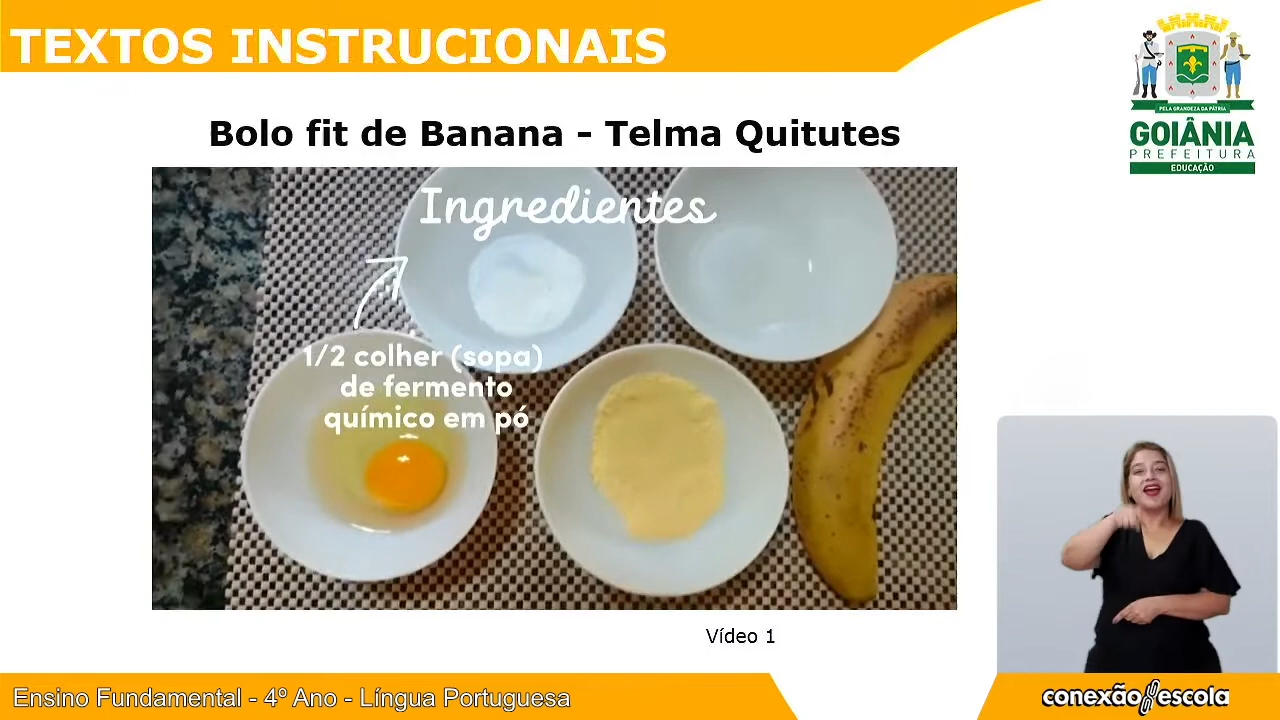 TEXTOS INSTRUCIONAIS
PELA GRANDEZA DA PÁTRIA
GOIÂNIA
PREFEITURA
EDUCAÇÃO
Bolo fit de Banana - Telma Quitutes
Ingredientes
1/2 colher (sopa)
de fermento
químico em pó
Vídeo 1
Ensino Fundamental - 4º Ano - Língua Portuguesa
conexão escola